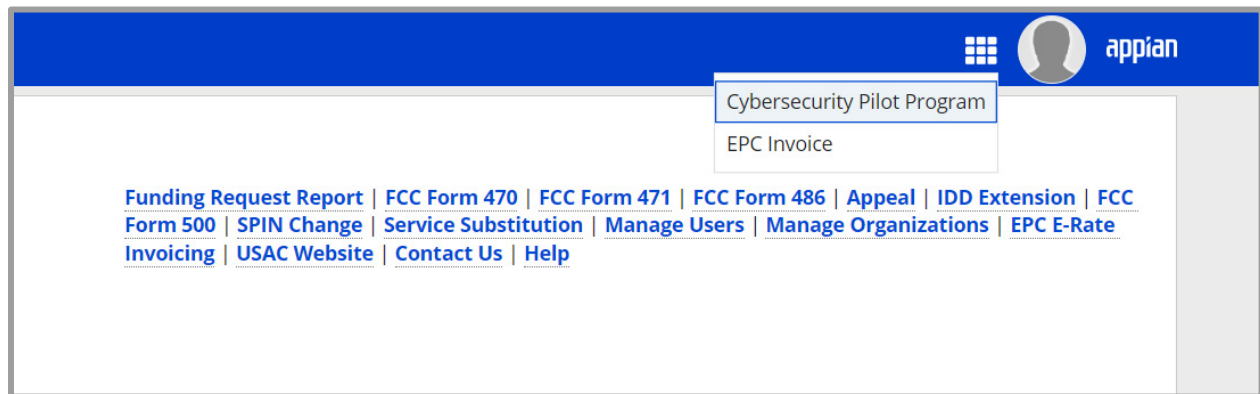 appian
Cybersecurity Pilot Program
EPC Invoice
Funding Request Report | FCC Form 470 | FCC Form 471 | FCC Form 486 | Appeal | IDD Extension | FCC
Form 500 | SPIN Change | Service Substitution | Manage Users | Manage Organizations | EPC E-Rate
Invoicing | USAC Website | Contact Us | Help